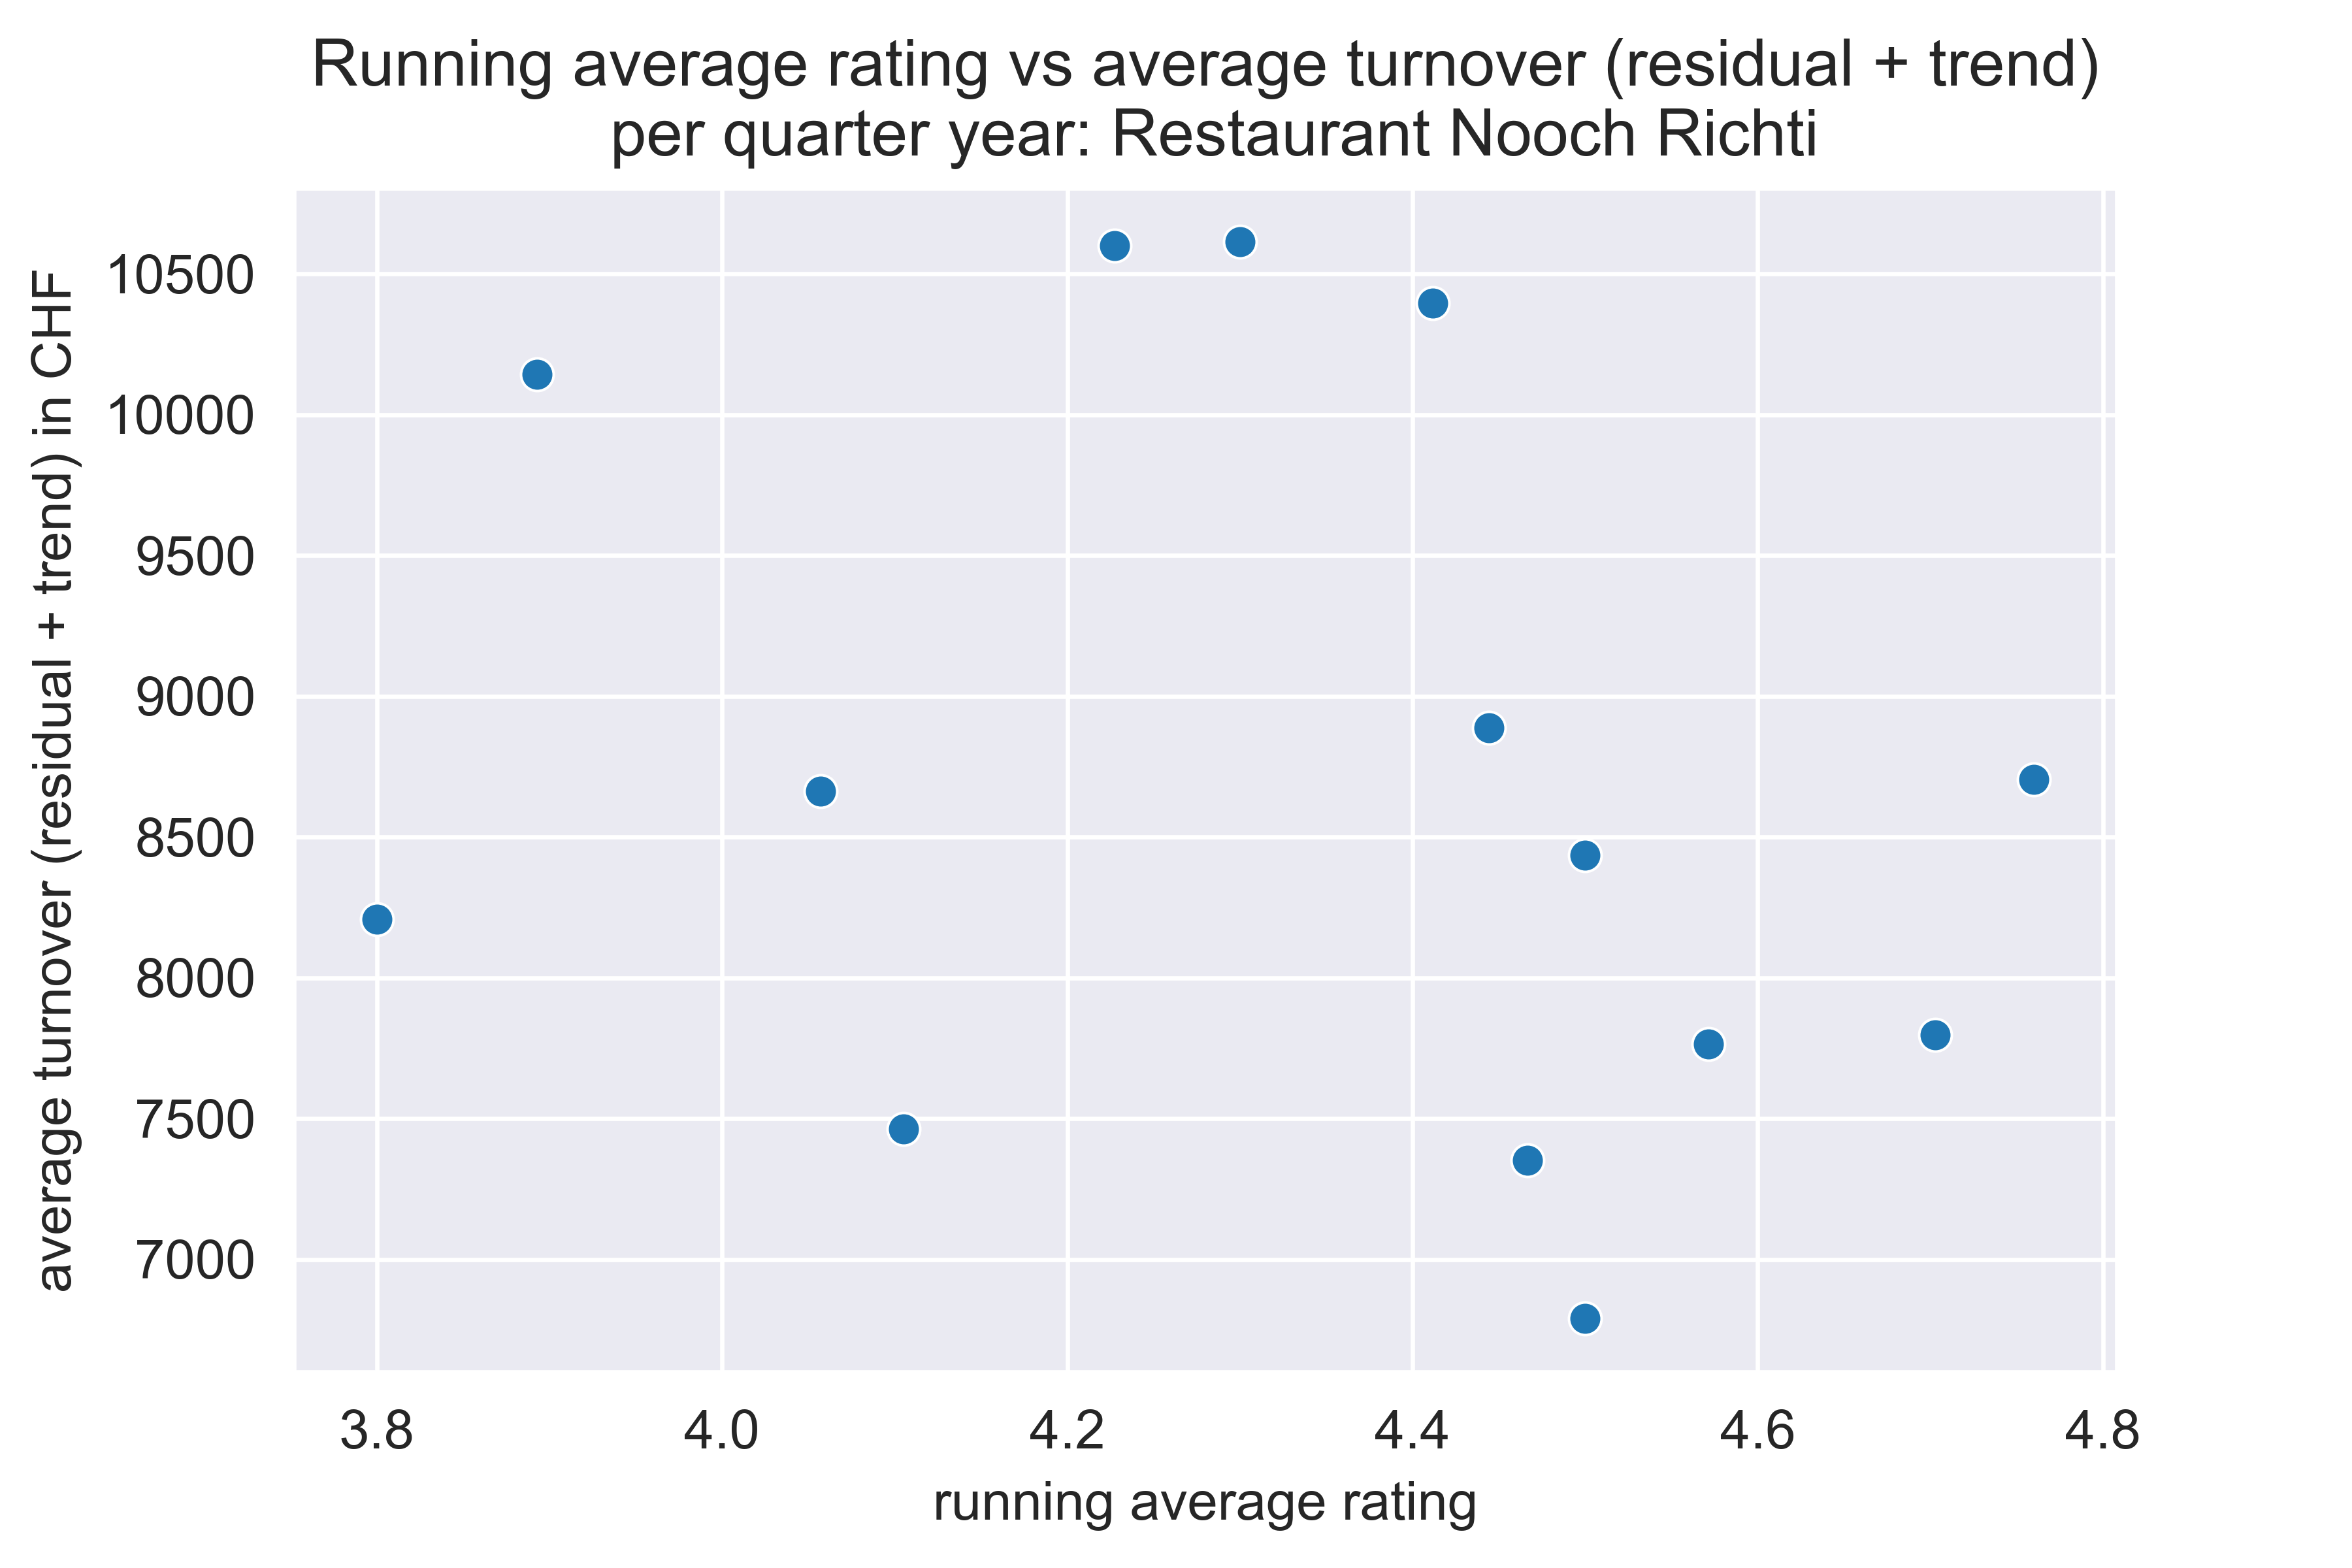 Running average rating vs average turnover (residual + trend)
per quarter year: Restaurant Nooch Richti
average turnover (residual + trend) in CHF
10500
10000
9500
9000
8500
8000
7500
7000
3.8 4.0 4.2 4.4 4.6 4.8
running average rating